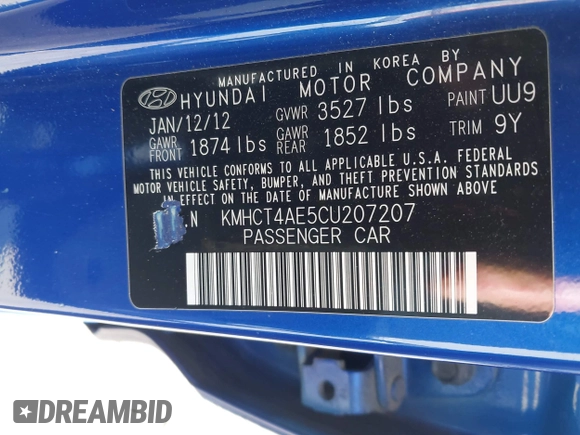 MANUFACTURED IN KOREA BY
HYUNDAI MOTOR COMPANY
JAN/12/12 GVWR 3527 lbs PAINT UU9
GAWR FRONT 1874 lbs GAWR REAR 1852 lbs TRIM 9Y
THIS VEHICLE CONFORMS TO ALL APPLICABLE U.S.A. FEDERAL
MOTOR VEHICLE SAFETY, BUMPER, AND THEFT PREVENTION STANDARDS
IN EFFECT ON THE DATE OF MANUFACTURE SHOWN ABOVE
.N KMHCT4AE5CU207207
PASSENGER CAR
DREAMBID